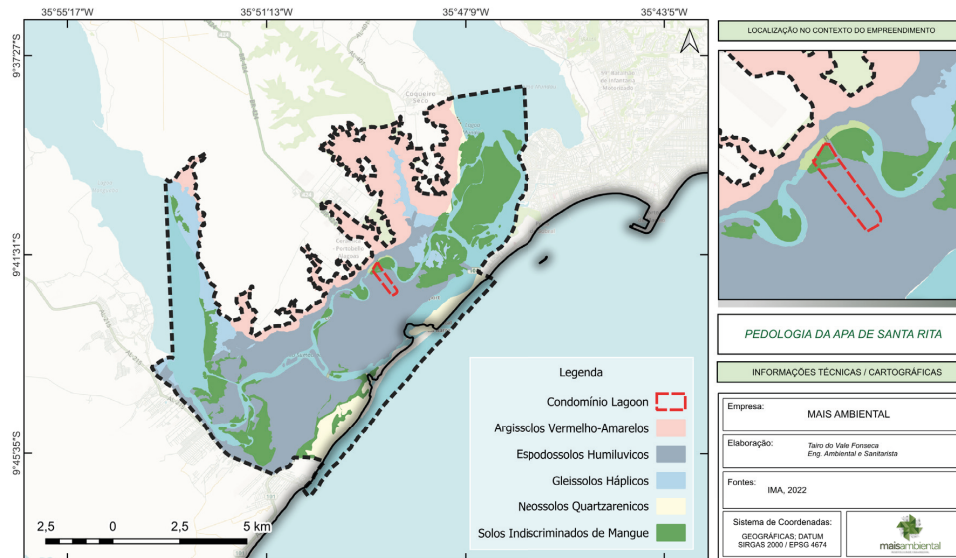 35°55'17"W
35°51'13"W
35°47'9"W
35°43'5"W
9°37'27"S
9°41'31"S
9°45'35"S
Coqueiro
Seco
Legenda
Condomínio Lagoon
Argissolos Vermelho-Amarelos
Espodossolos Humiluvicos
Gleissolos Háplicos
Neossolos Quartzarenicos
Solos Indiscriminados de Mangue
2,5 0 2,5 5 km
LOCALIZAÇÃO NO CONTEXTO DO EMPREENDIMENTO
PEDOLOGIA DA APA DE SANTA RITA
INFORMAÇÕES TÉCNICAS / CARTOGRÁFICAS
Empresa:
MAIS AMBIENTAL
Elaboração:
Tairo do Vale Fonseca
Eng. Ambiental e Sanitarista
Fontes:
IMA, 2022
Sistema de Coordenadas:
GEOGRÁFICAS; DATUM
SIRGAS 2000 / EPSG 4674
maisambiental